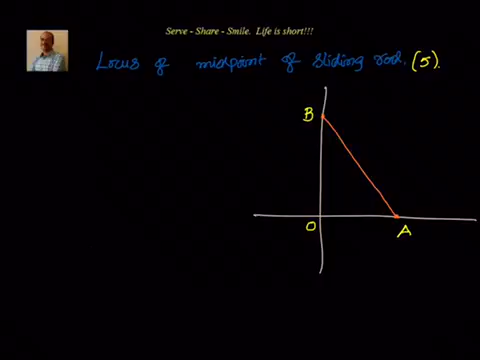 Serve - Share - Smile. Life is short!!!
Locus of midpoint of sliding rod. (5).
B
O
A